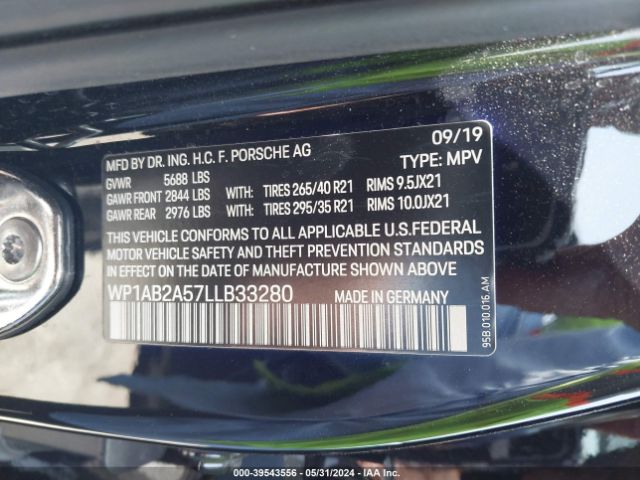 09/19
MFD BY DR. ING. H.C. F. PORSCHE AG
TYPE: MPV
GVWR 5688 LBS
GAWR FRONT 2844 LBS WITH: TIRES 265/40 R21 RIMS 9.5JX21
GAWR REAR 2976 LBS WITH: TIRES 295/35 R21 RIMS 10.0JX21
THIS VEHICLE CONFORMS TO ALL APPLICABLE U.S.FEDERAL
MOTOR VEHICLE SAFETY AND THEFT PREVENTION STANDARDS
IN EFFECT ON THE DATE OF MANUFACTURE SHOWN ABOVE
WP1AB2A57LLB33280 MADE IN GERMANY
95B.010.016.AM
000-39543556 - 05/31/2024 - IAA Inc.